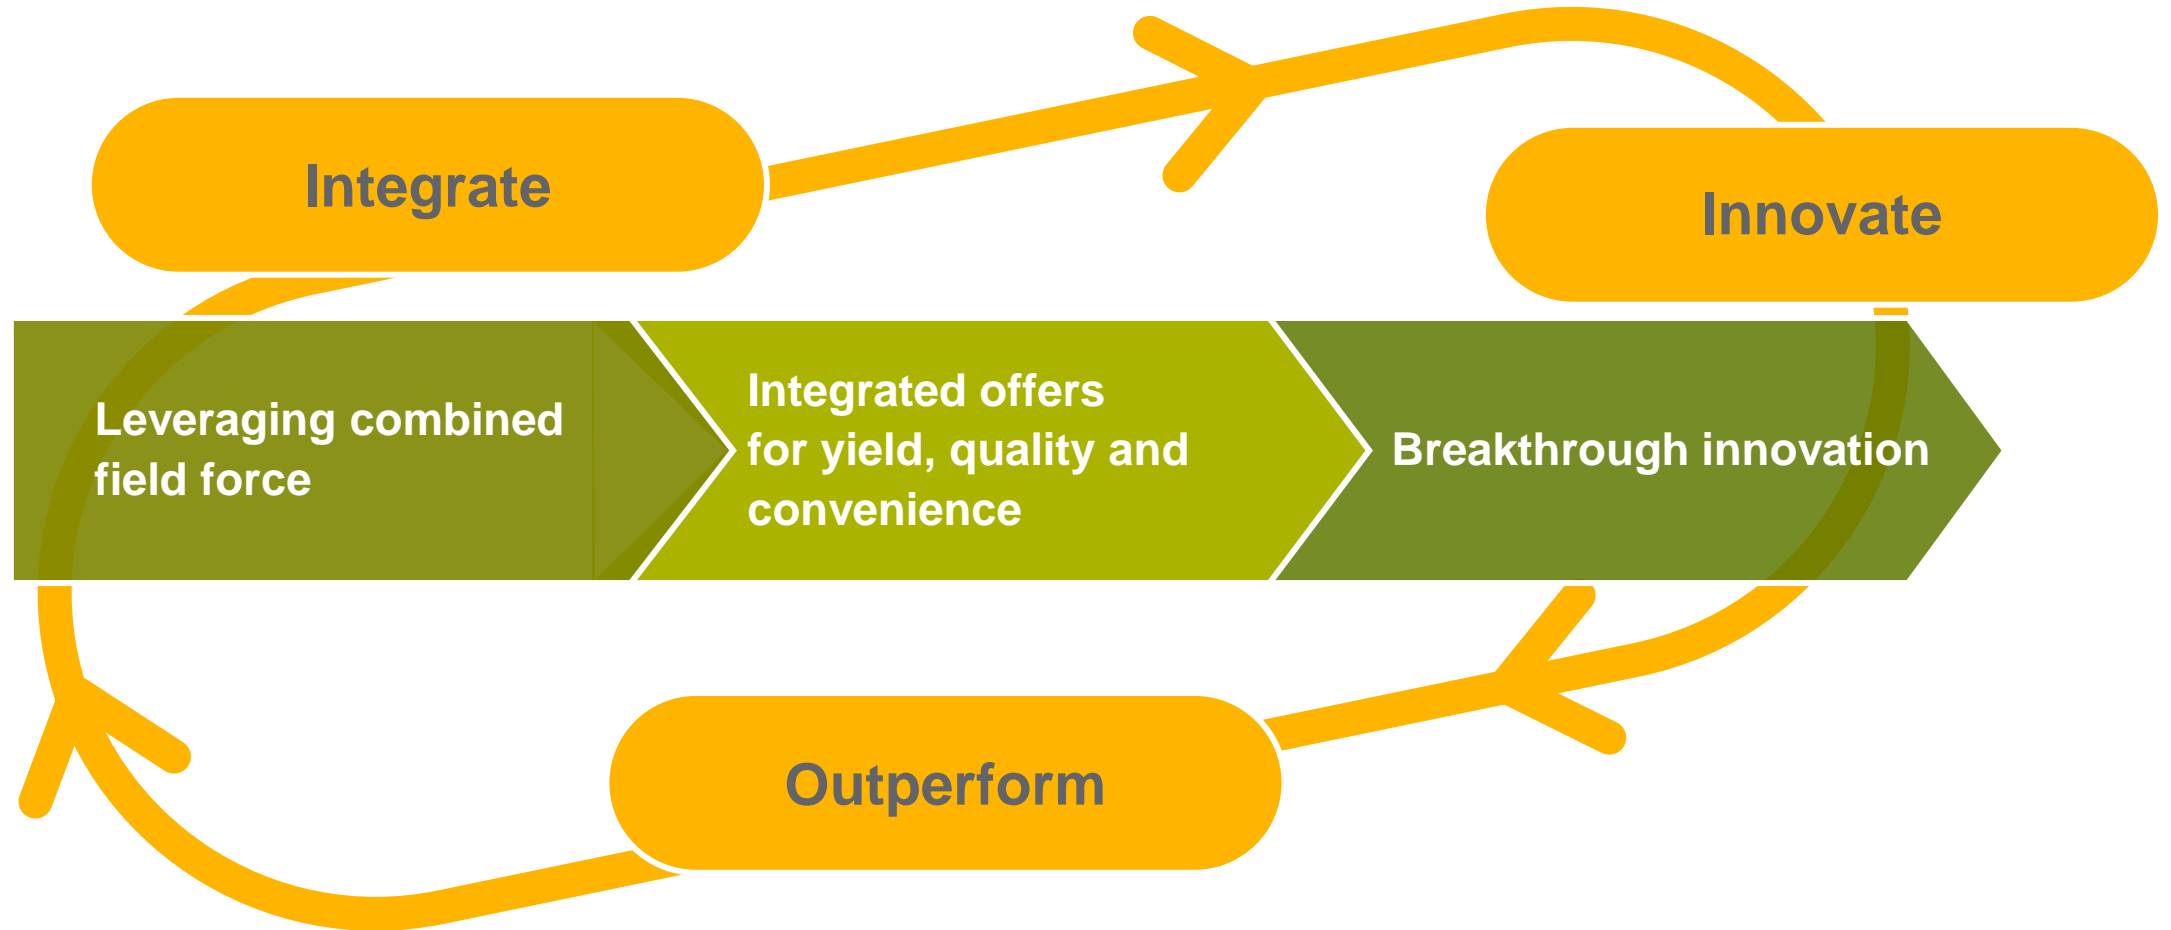 Integrate
Innovate
Leveraging combined
field force
Integrated offers
for yield, quality and
convenience
Breakthrough innovation
Outperform